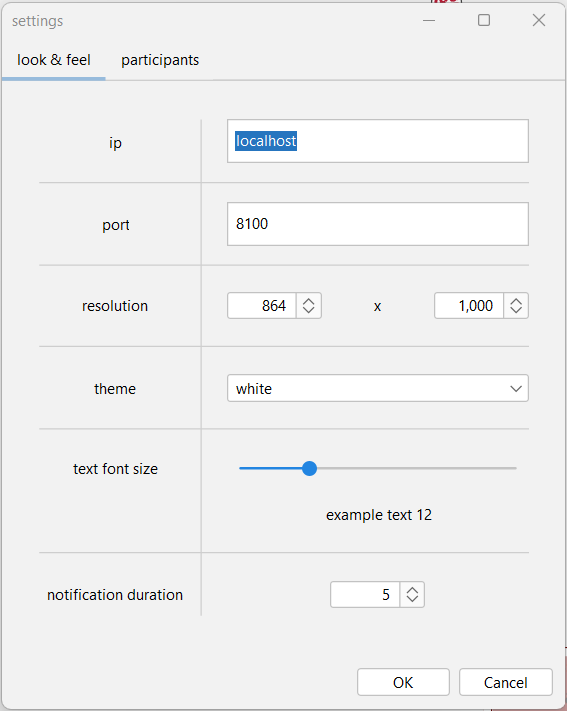 settings
look & feel participants
ip localhost
port 8100
resolution 864 x 1,000
theme white
text font size
example text 12
notification duration 5
OK Cancel